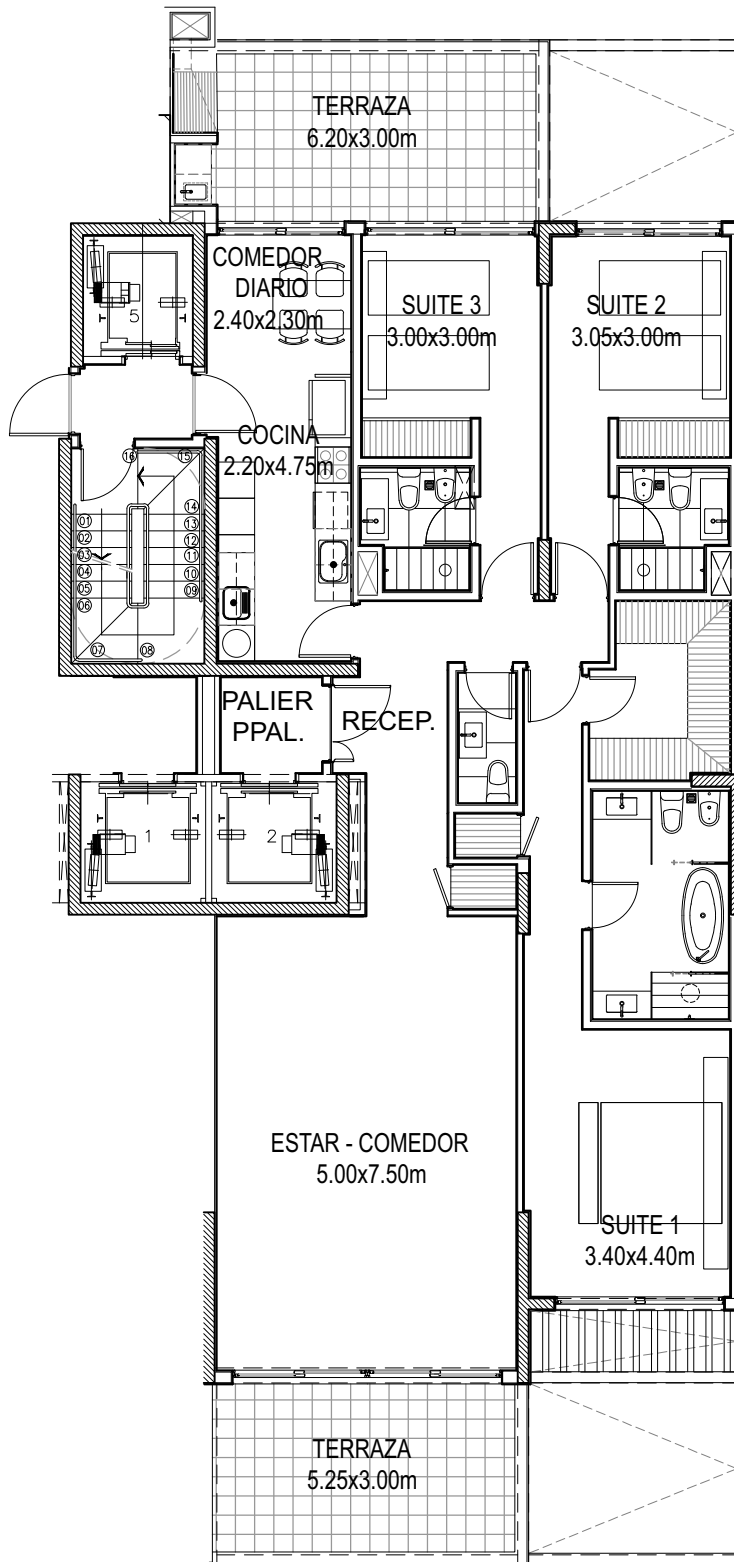 TERRAZA
6.20x3.00m
COMEDOR
DIARIO
2.40x2.30m
SUITE 3
3.00x3.00m
SUITE 2
3.05x3.00m
5
COCINA
2.20x4.75m
16
15
01
14
02
13
03
12
04
11
05
10
06
09
07
08
PALIER
PPAL.
RECEP.
1
2
ESTAR - COMEDOR
5.00x7.50m
SUITE 1
3.40x4.40m
TERRAZA
5.25x3.00m